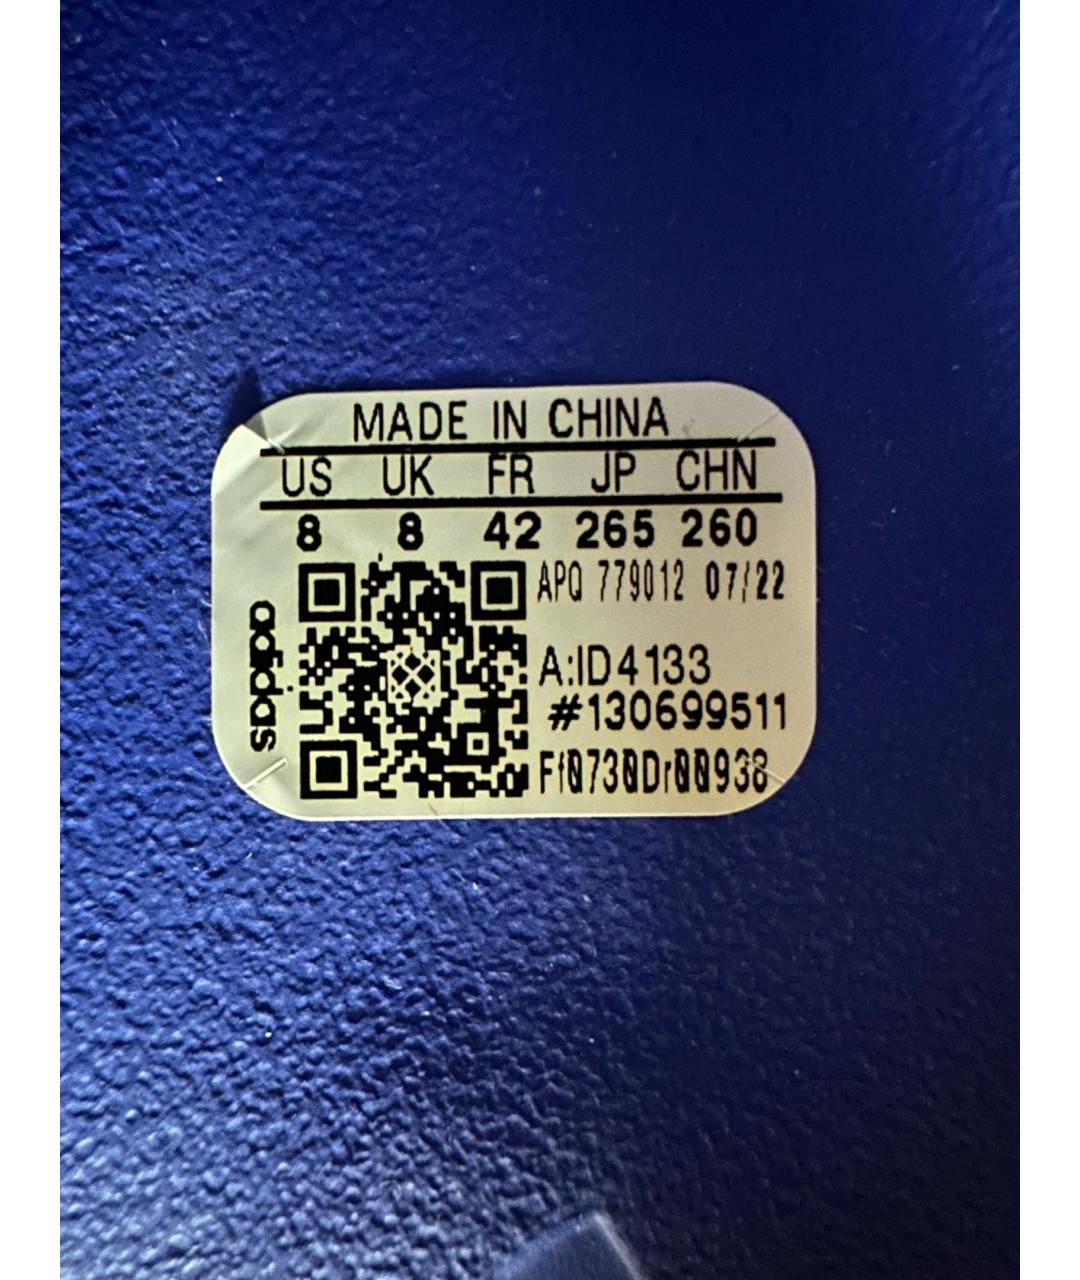 MADE IN CHINA
US UK FR JP CHN
8 8 42 265 260
APQ 779012 07/22
A:ID4133
#130699511
Ff0730Dr00938
adidas